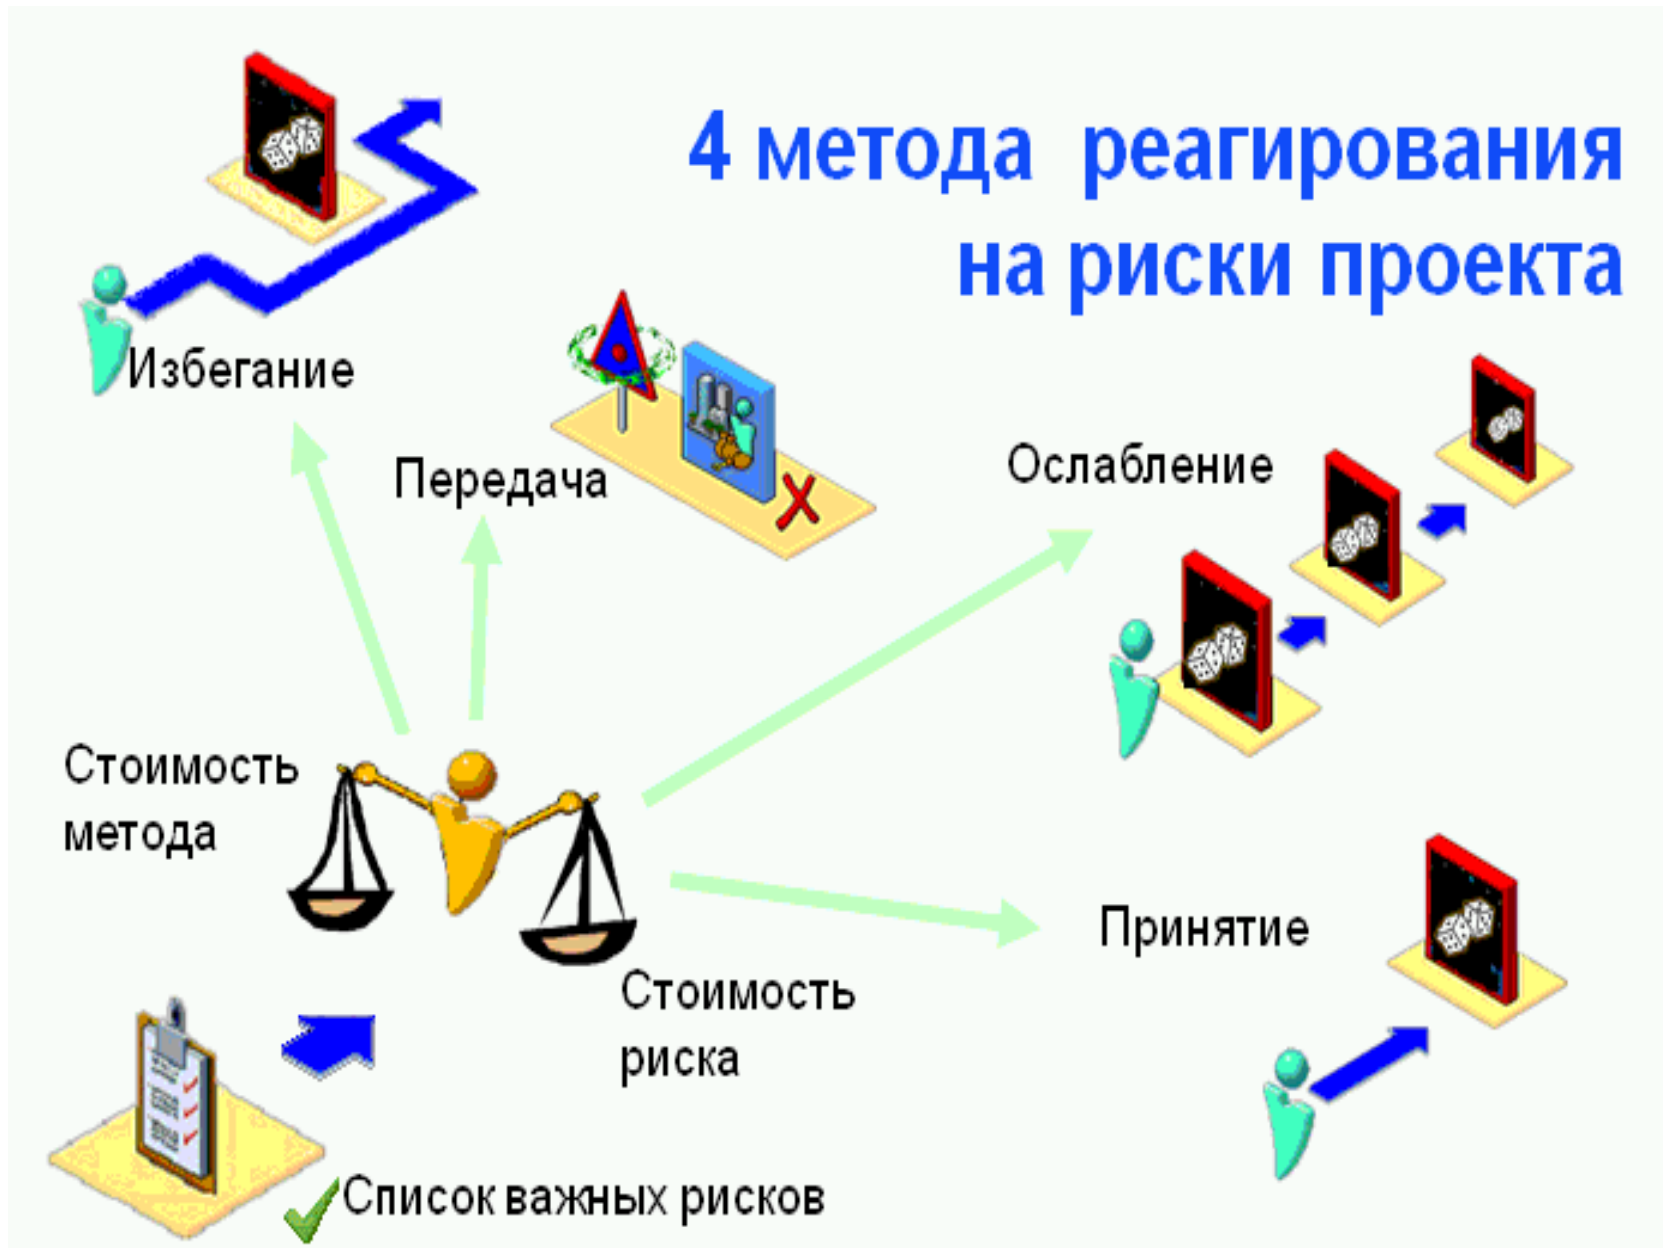 4 метода реагирования
на риски проекта
Избегание
Передача
Ослабление
Стоимость
метода
Принятие
Стоимость
риска
Список важных рисков